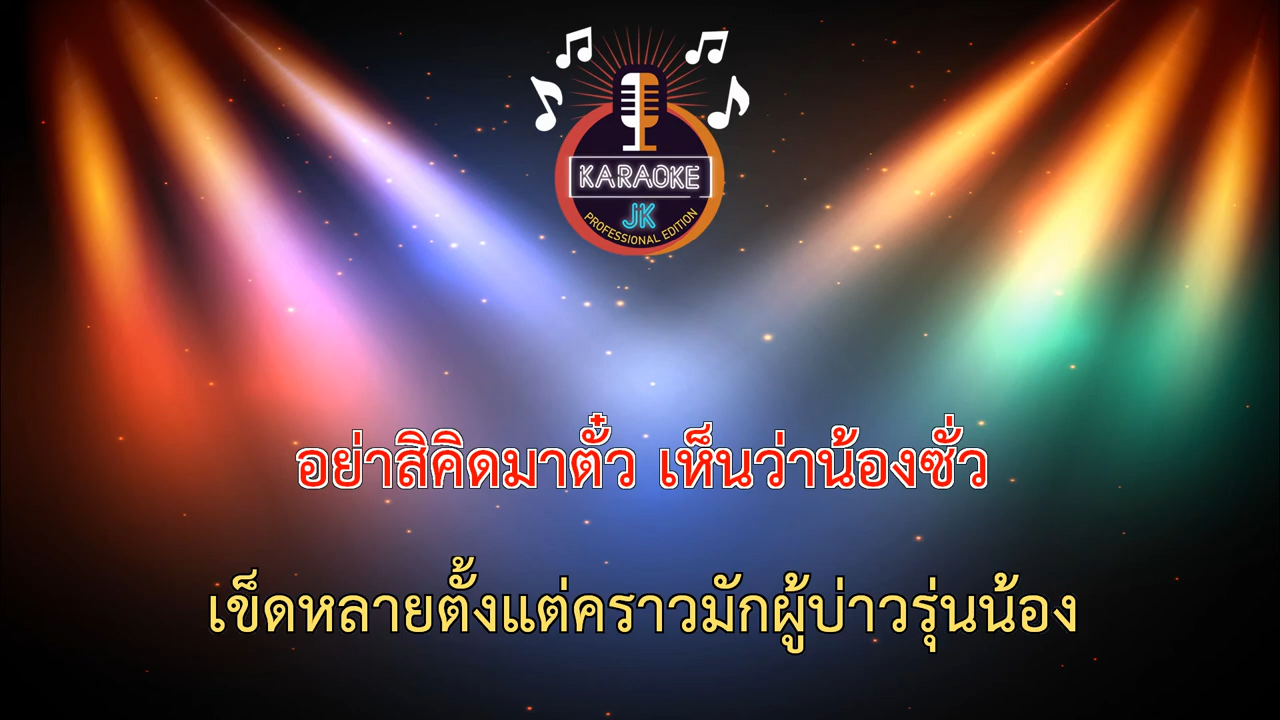 KARAOKE
JK
PROFESSIONAL EDITION
อย่าสิคิดมาตั๋ว เห็นว่าน้องซั่ว
เข็ดหลายตั้งแต่คราวมักผู้บ่าวรุ่นน้อง